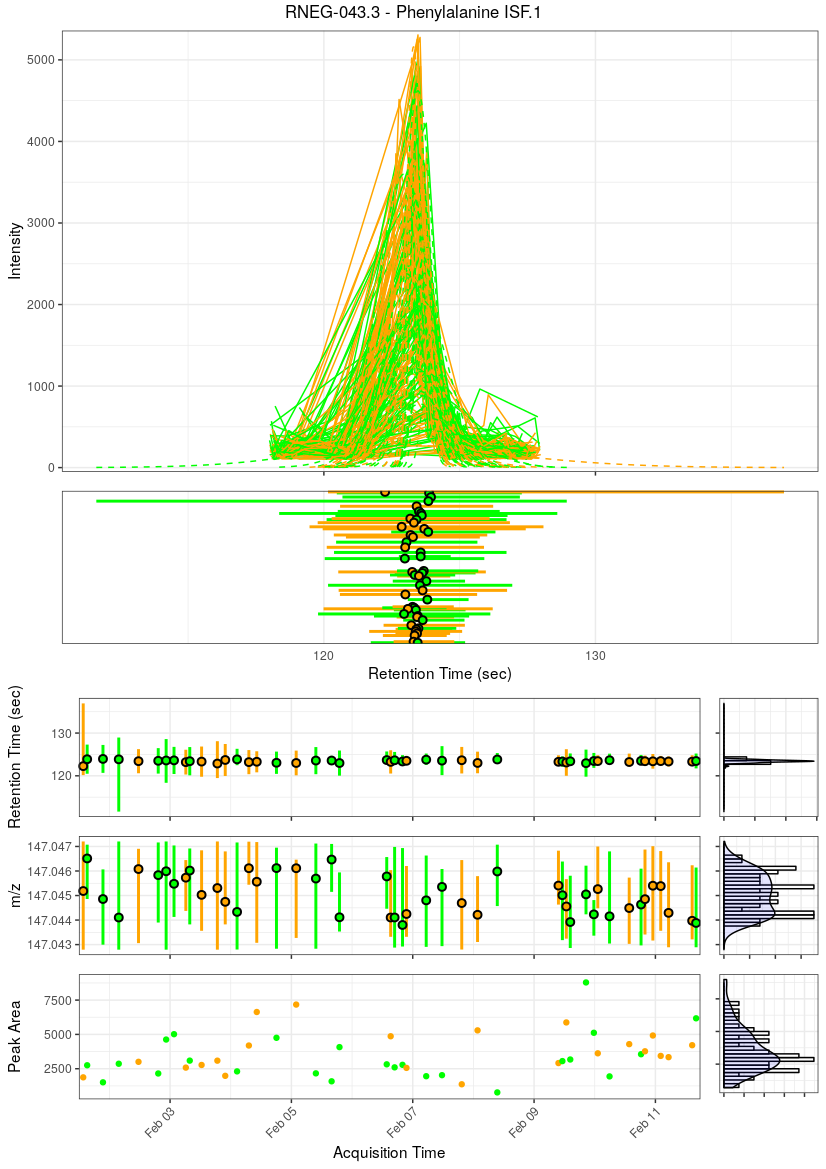 RNEG-043.3 - Phenylalanine ISF.1
Intensity
5000
4000
3000
2000
1000
0
120
130
Retention Time (sec)
Retention Time (sec)
130
120
m/z
147.047
147.046
147.045
147.044
147.043
Peak Area
7500
5000
2500
Feb 03
Feb 05
Feb 07
Feb 09
Feb 11
Acquisition Time